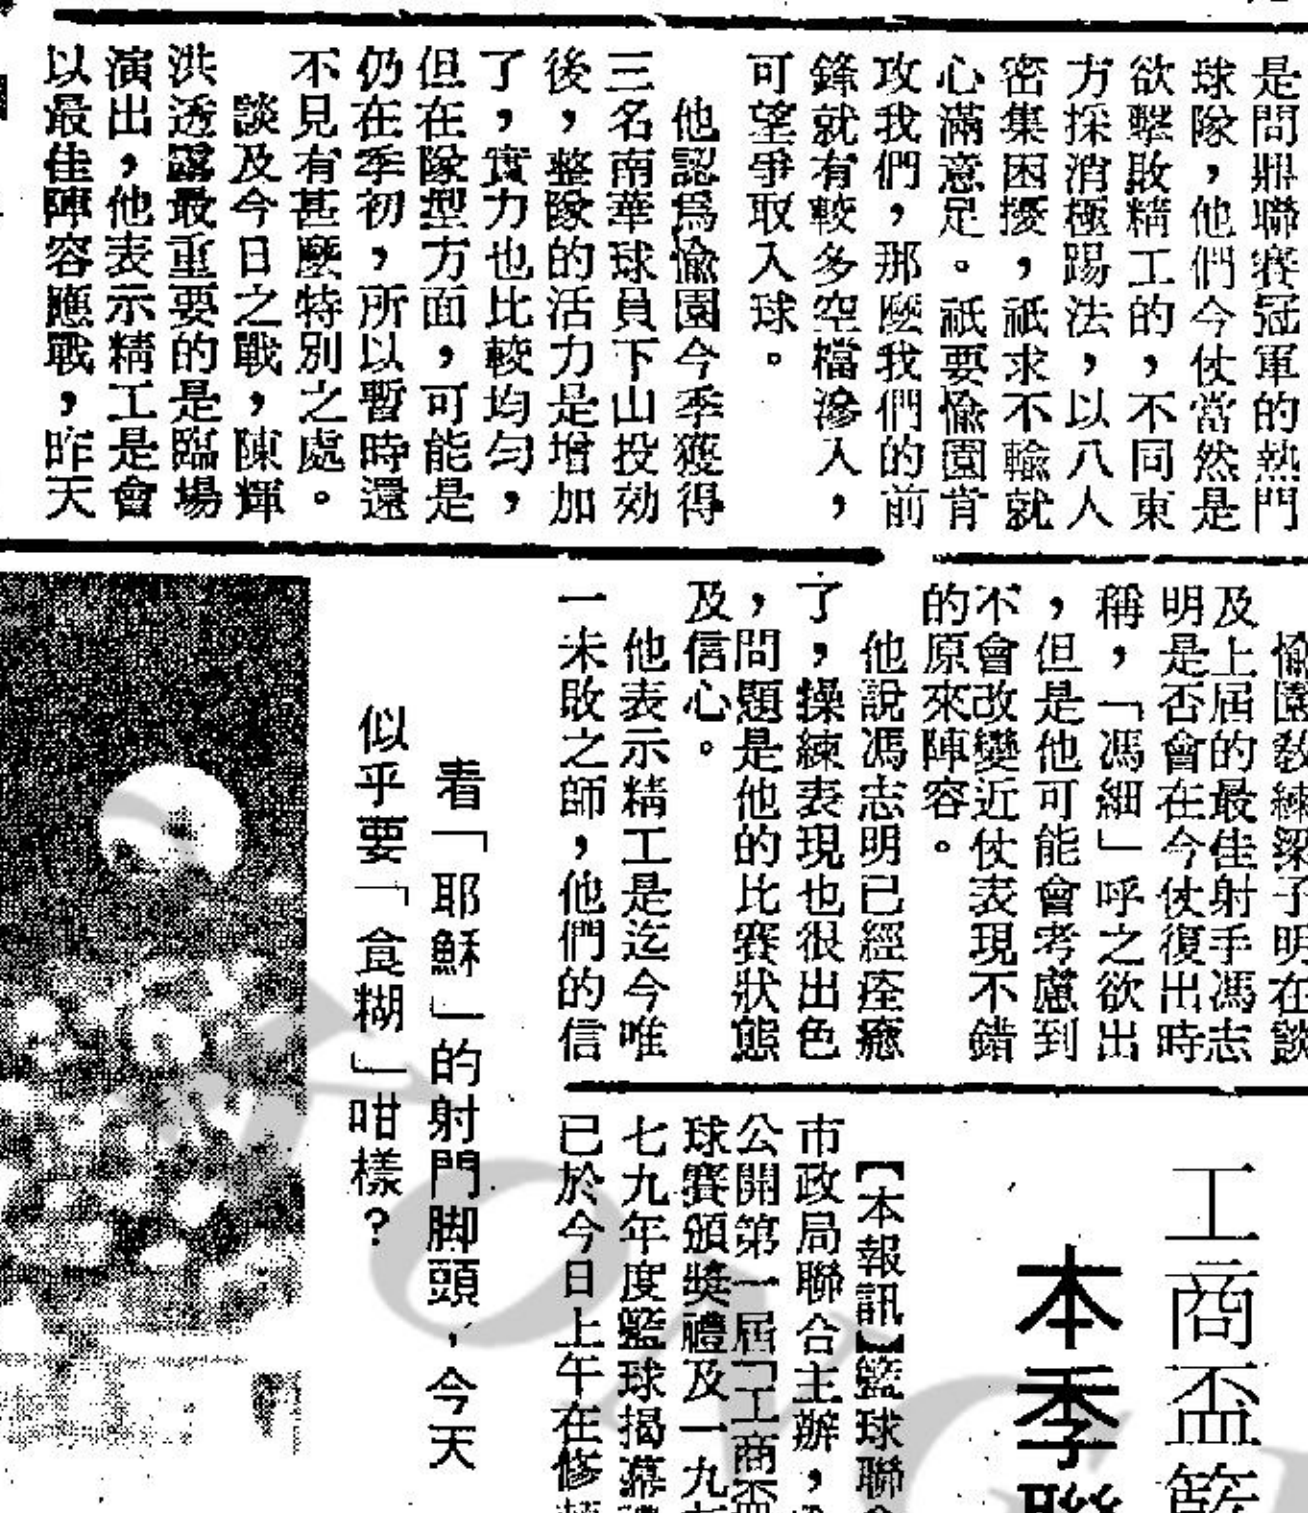 是問鼎聯賽冠軍的熱門
球隊，他們今仗當然是
欲擊敗精工的，不同東
方採消極踢法，以八人
密集困擾，祇求不輸就
心滿意足。祇要愉園肯
攻我們，那麼我們的前
鋒就有較多空檔滲入，
可望爭取入球。
他認爲愉園今季獲得
三名南華球員下山投効
後，整隊的活力是增加
了，實力也比較均勻，
但在隊型方面，可能是
仍在季初，所以暫時還
不見有甚麼特別之處。
談及今日之戰，陳輝
洪透露最重要的是臨場
演出，他表示精工是會
以最佳陣容應戰，昨天
愉園教練梁子明在談
及上屆的最佳射手馮志
明是否會在今仗復出時
稱，「馮細」呼之欲出
，但是他可能會考慮到
不會改變近仗表現不錯
的原來陣容。
他說馮志明已經痊癒
了，操練表現也很出色
，問題是他的比賽狀態
及信心。
他表示精工是迄今唯
一未敗之師，他們的信
看「耶穌」的射門脚頭，今天
似乎要「食糊」咁樣？
工商盃籃
本季聯
【本報訊】籃球聯
市政局聯合主辦，
公開第一屆「工商盃
球賽頒獎禮及一九
七九年度籃球揭幕
已於今日上午在修